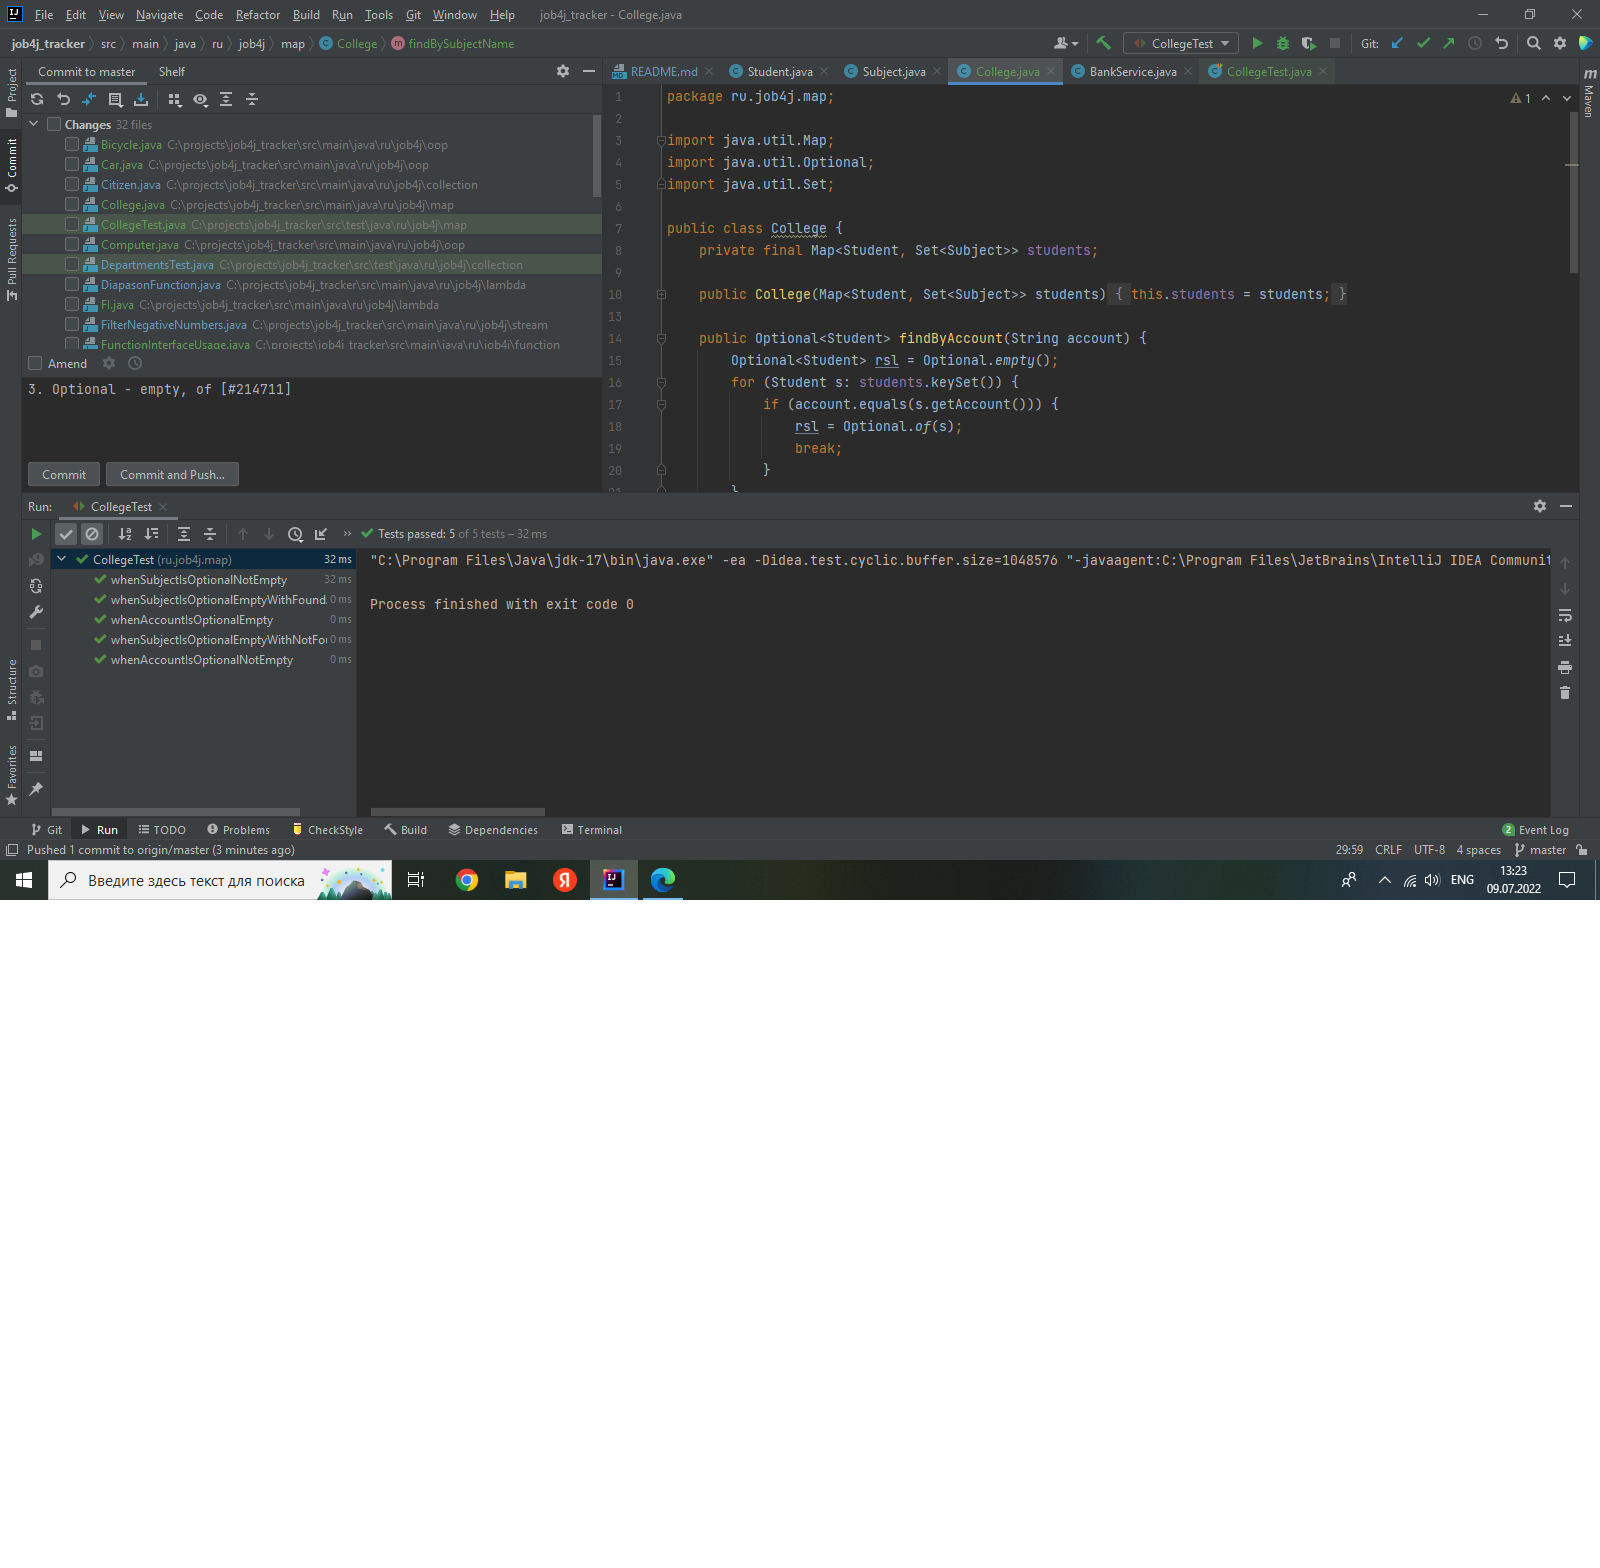 File Edit View Navigate Code Refactor Build Run Tools Git Window Help job4j_tracker - College.java
job4j_tracker src main java ru job4j map College findBySubjectName CollegeTest Git:
Project
Commit
Pull Requests
Structure
Favorites
Maven
Commit to master Shelf
Changes 32 files
Bicycle.java C:\projects\job4j_tracker\src\main\java\ru\job4j\oop
Car.java C:\projects\job4j_tracker\src\main\java\ru\job4j\oop
Citizen.java C:\projects\job4j_tracker\src\main\java\ru\job4j\collection
College.java C:\projects\job4j_tracker\src\main\java\ru\job4j\map
CollegeTest.java C:\projects\job4j_tracker\src\test\java\ru\job4j\map
Computer.java C:\projects\job4j_tracker\src\main\java\ru\job4j\oop
DepartmentsTest.java C:\projects\job4j_tracker\src\test\java\ru\job4j\collection
DiapasonFunction.java C:\projects\job4j_tracker\src\main\java\ru\job4j\lambda
FI.java C:\projects\job4j_tracker\src\main\java\ru\job4j\lambda
FilterNegativeNumbers.java C:\projects\job4j_tracker\src\main\java\ru\job4j\stream
FunctionInterfaceUsage.java C:\projects\job4j_tracker\src\main\java\ru\job4j\function
Amend
3. Optional - empty, of [#214711]
Commit Commit and Push...
README.md Student.java Subject.java College.java BankService.java CollegeTest.java
1 package ru.job4j.map; 1
2
3 import java.util.Map;
4 import java.util.Optional;
5 import java.util.Set;
6
7 public class College {
8 private final Map<Student, Set<Subject>> students;
9
10 public College(Map<Student, Set<Subject>> students) { this.students = students; }
13
14 public Optional<Student> findByAccount(String account) {
15 Optional<Student> rsl = Optional.empty();
16 for (Student s: students.keySet()) {
17 if (account.equals(s.getAccount())) {
18 rsl = Optional.of(s);
19 break;
20 }
21 }
Run: CollegeTest
Tests passed: 5 of 5 tests – 32 ms
CollegeTest (ru.job4j.map) 32 ms
whenSubjectIsOptionalNotEmpty 32 ms
whenSubjectIsOptionalEmptyWithFound 0 ms
whenAccountIsOptionalEmpty 0 ms
whenSubjectIsOptionalEmptyWithNotFou 0 ms
whenAccountIsOptionalNotEmpty 0 ms
"C:\Program Files\Java\jdk-17\bin\java.exe" -ea -Didea.test.cyclic.buffer.size=1048576 "-javaagent:C:\Program Files\JetBrains\IntelliJ IDEA Communit
Process finished with exit code 0
Git Run TODO Problems CheckStyle Build Dependencies Terminal 2 Event Log
Pushed 1 commit to origin/master (3 minutes ago) 29:59 CRLF UTF-8 4 spaces master
Введите здесь текст для поиска ENG 13:23
09.07.2022